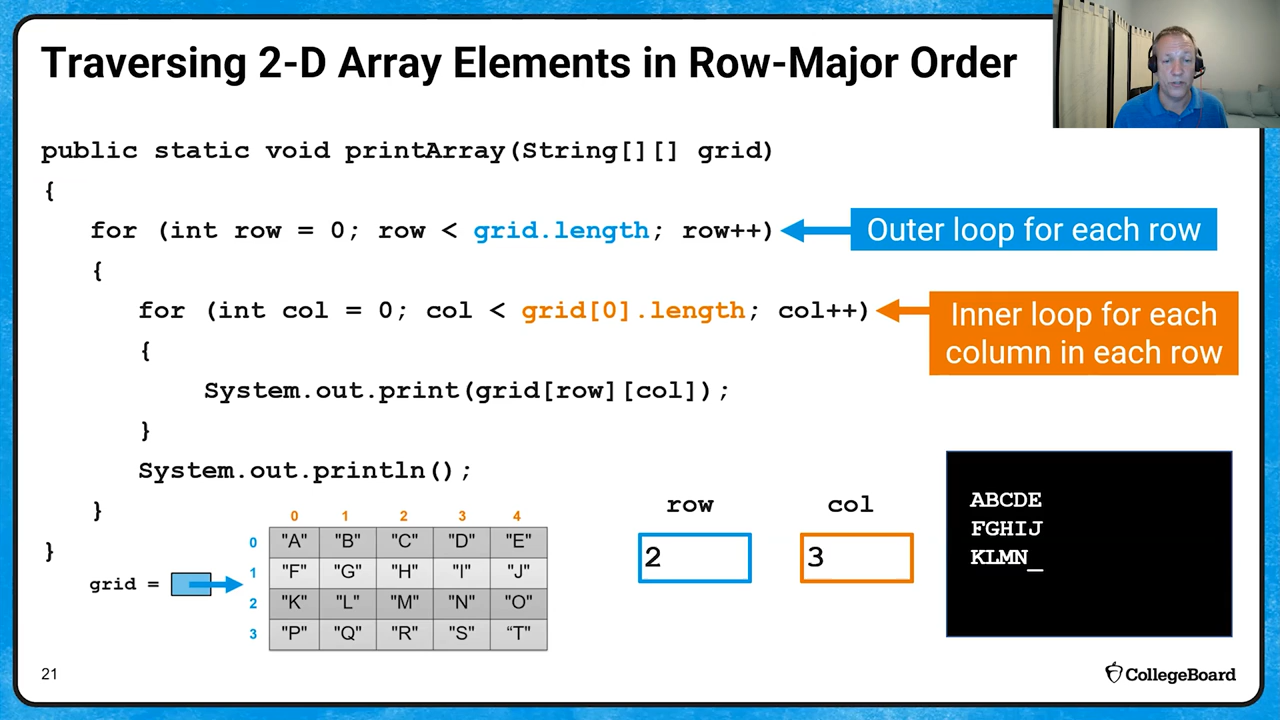 Traversing 2-D Array Elements in Row-Major Order
public static void printArray(String[][] grid)
{
for (int row = 0; row < grid.length; row++)
Outer loop for each row
{
for (int col = 0; col < grid[0].length; col++)
Inner loop for each
column in each row
{
System.out.print(grid[row][col]);
}
System.out.println();
}
}
grid =
0 1 2 3 4
0 "A" "B" "C" "D" "E"
1 "F" "G" "H" "I" "J"
2 "K" "L" "M" "N" "O"
3 "P" "Q" "R" "S" “T"
row
2
col
3
ABCDE
FGHIJ
KLMN_
21
CollegeBoard